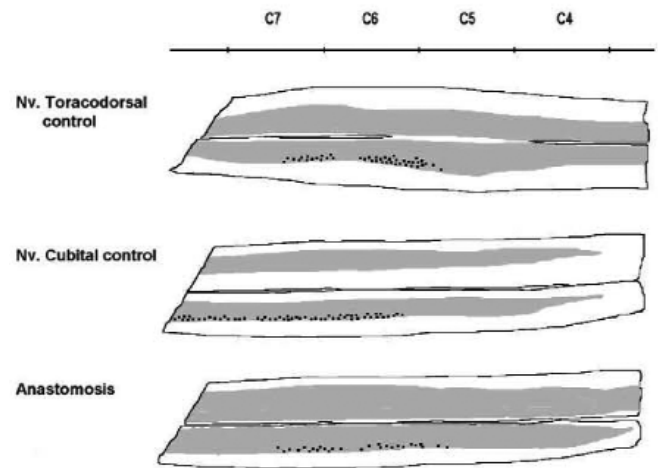 C7 C6 C5 C4
Nv. Toracodorsal
control
Nv. Cubital control
Anastomosis